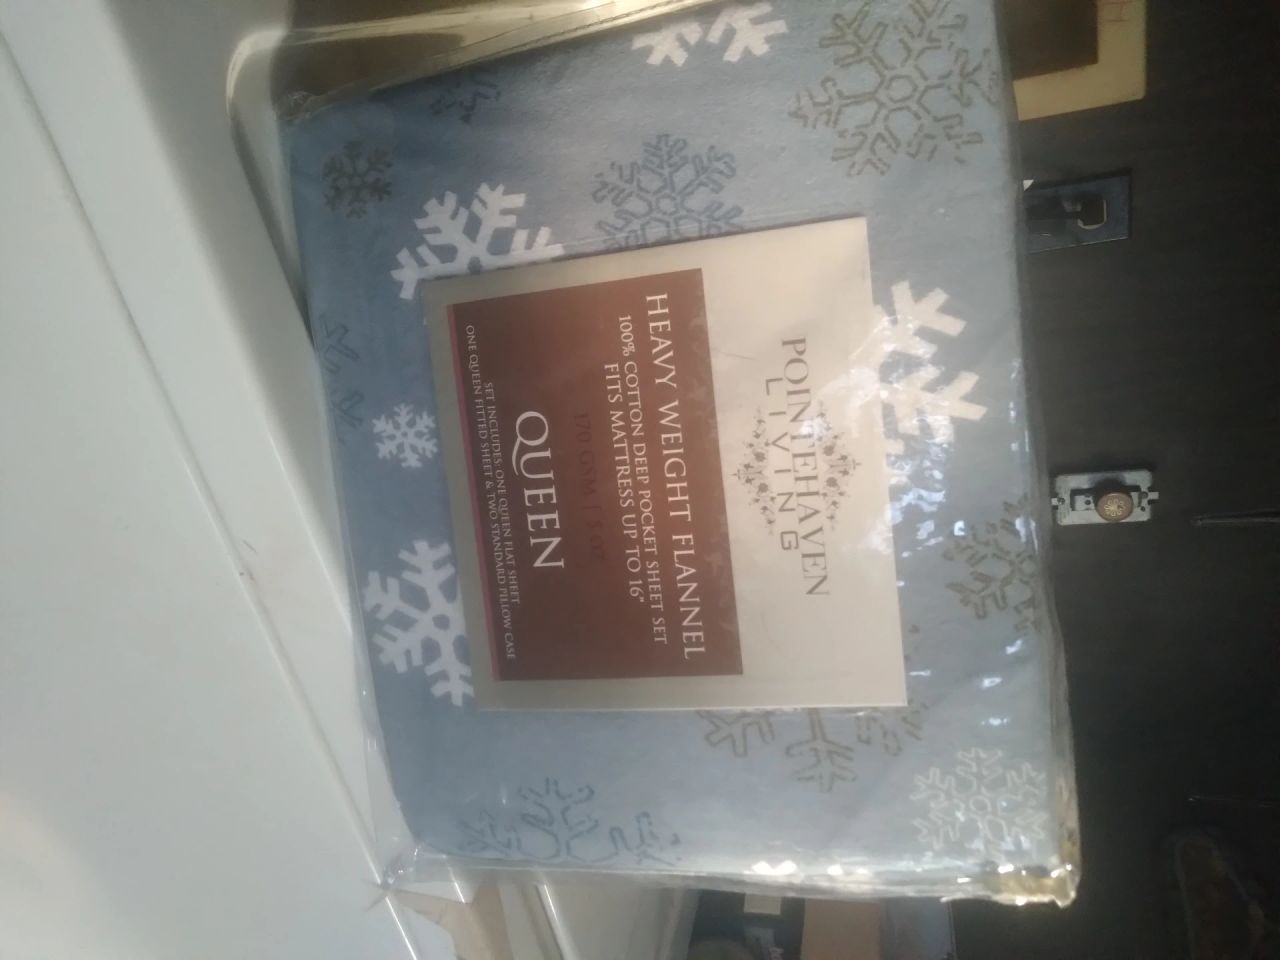 POINTEHAVEN
LIVING
HEAVY WEIGHT FLANNEL
100% COTTON DEEP POCKET SHEET SET
FITS MATTRESS UP TO 16"
170 GSM | 5 OZ
QUEEN
SET INCLUDES: ONE QUEEN FLAT SHEET
ONE QUEEN FITTED SHEET & TWO STANDARD PILLOW CASE